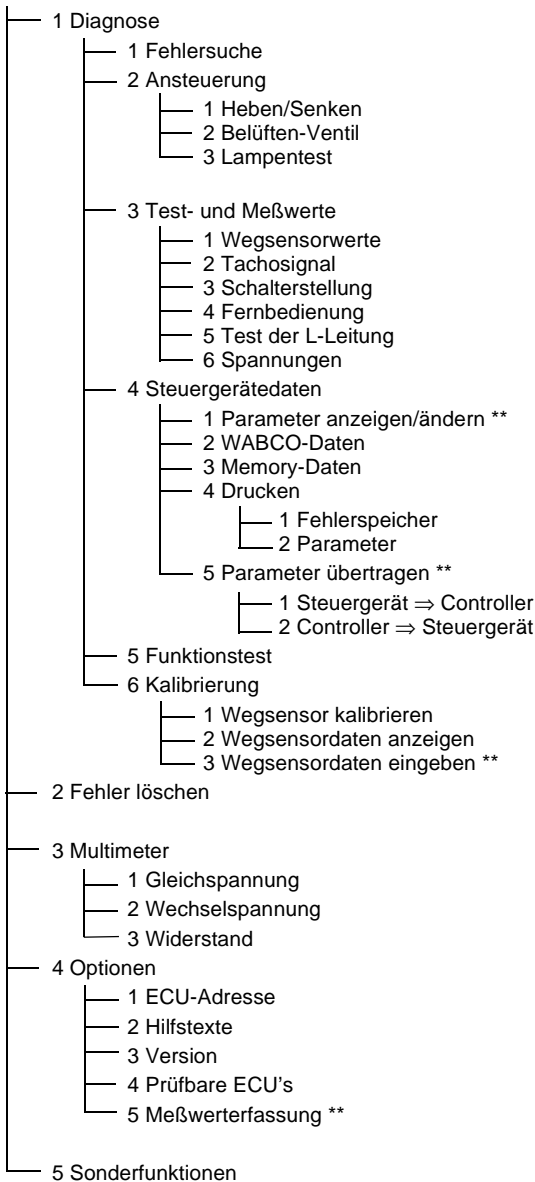 1 Diagnose
1 Fehlersuche
2 Ansteuerung
1 Heben/Senken
2 Belüften-Ventil
3 Lampentest
3 Test- und Meßwerte
1 Wegsensorwerte
2 Tachosignal
3 Schalterstellung
4 Fernbedienung
5 Test der L-Leitung
6 Spannungen
4 Steuergerätedaten
1 Parameter anzeigen/ändern **
2 WABCO-Daten
3 Memory-Daten
4 Drucken
1 Fehlerspeicher
2 Parameter
5 Parameter übertragen **
1 Steuergerät ⇒ Controller
2 Controller ⇒ Steuergerät
5 Funktionstest
6 Kalibrierung
1 Wegsensor kalibrieren
2 Wegsensordaten anzeigen
3 Wegsensordaten eingeben **
2 Fehler löschen
3 Multimeter
1 Gleichspannung
2 Wechselspannung
3 Widerstand
4 Optionen
1 ECU-Adresse
2 Hilfstexte
3 Version
4 Prüfbare ECU's
5 Meßwerterfassung **
5 Sonderfunktionen